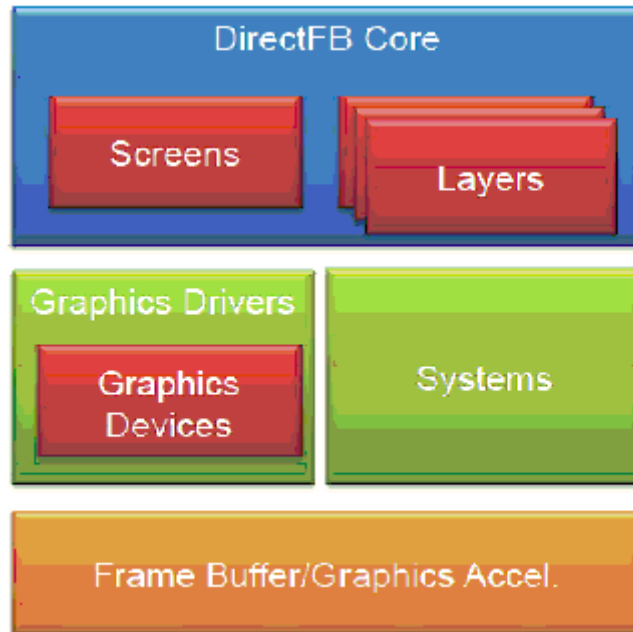 DirectFB Core
Screens
Layers
Graphics Drivers
Graphics
Devices
Systems
Frame Buffer/Graphics Accel.